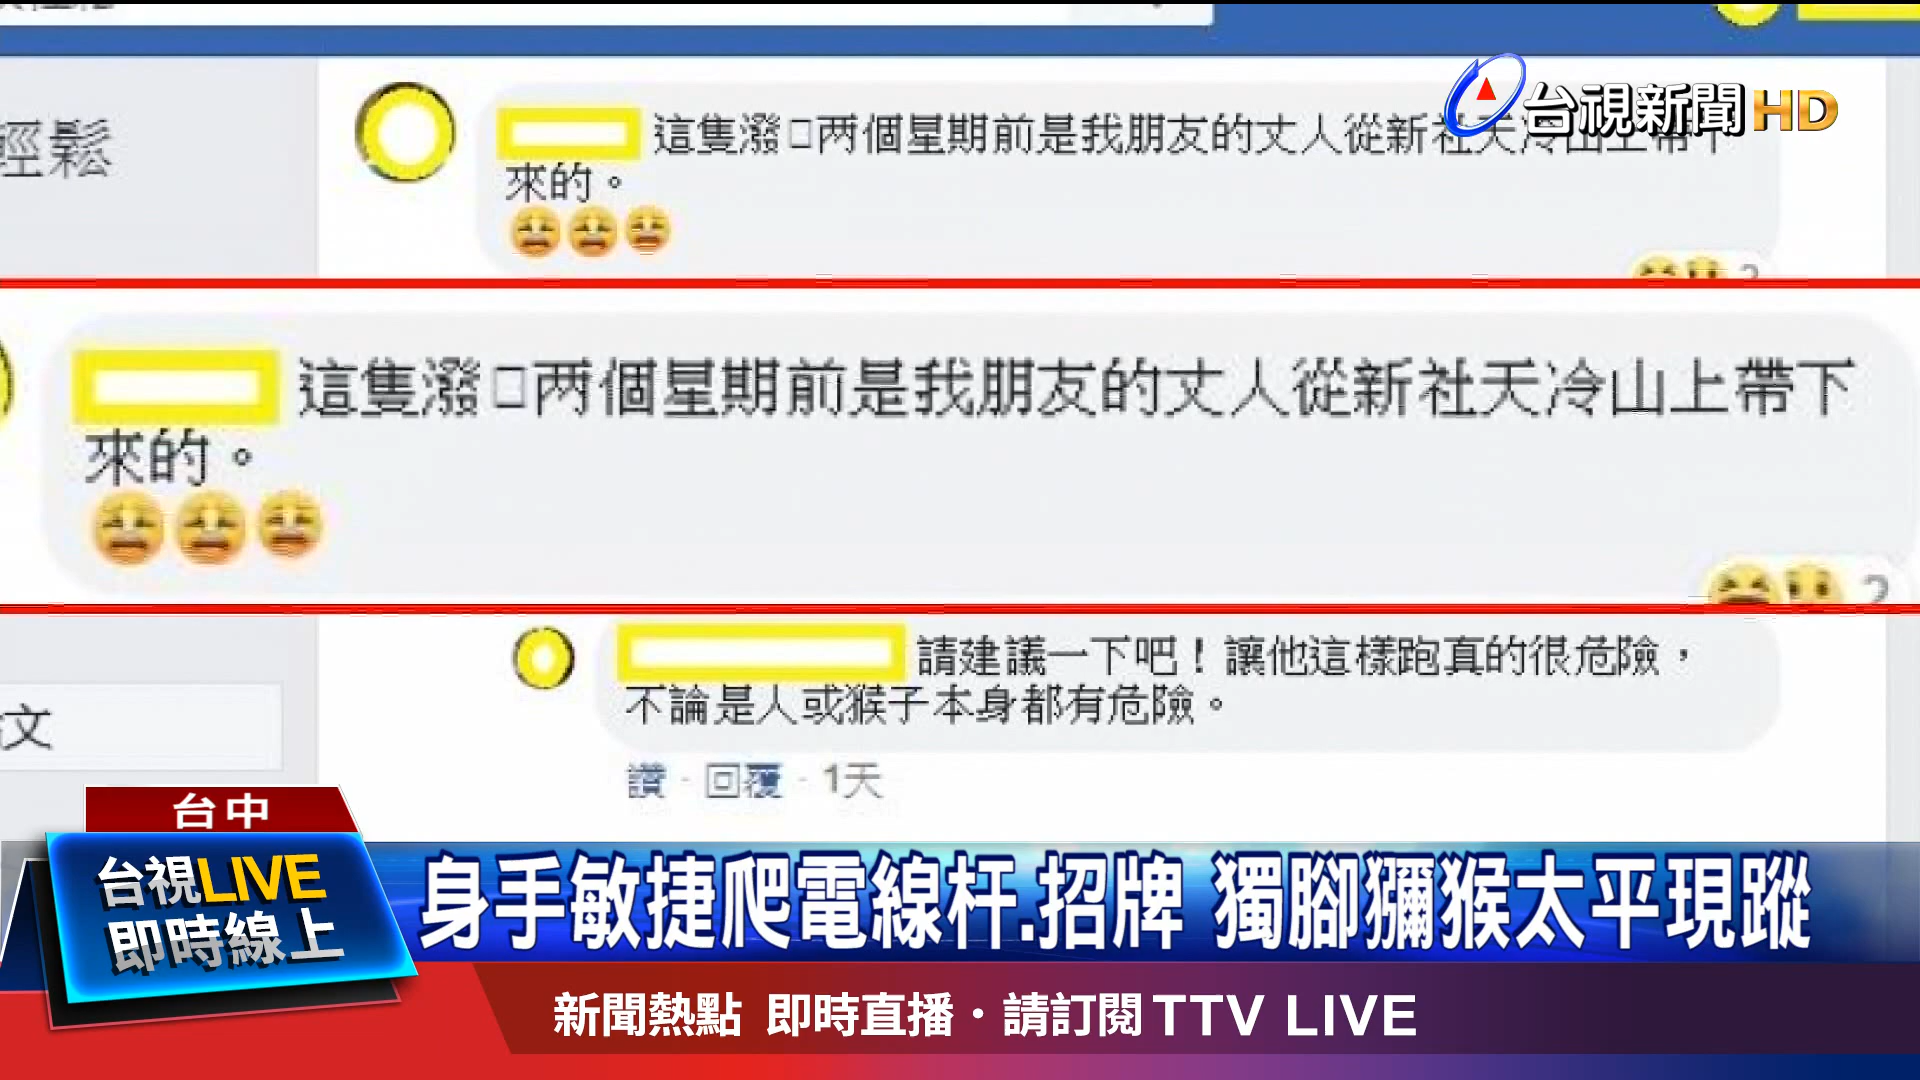 台視新聞HD
輕鬆
這隻潑□两個星期前是我朋友的丈人從新社天冷山上帶下
來的。
2
這隻潑□两個星期前是我朋友的丈人從新社天冷山上帶下
來的。
2
請建議一下吧！讓他這樣跑真的很危險，
不論是人或猴子本身都有危險。
文
讚 · 回覆 · 1天
台中
台視LIVE
即時線上
身手敏捷爬電線杆.招牌 獨腳獼猴太平現蹤
新聞熱點 即時直播·請訂閱TTV LIVE